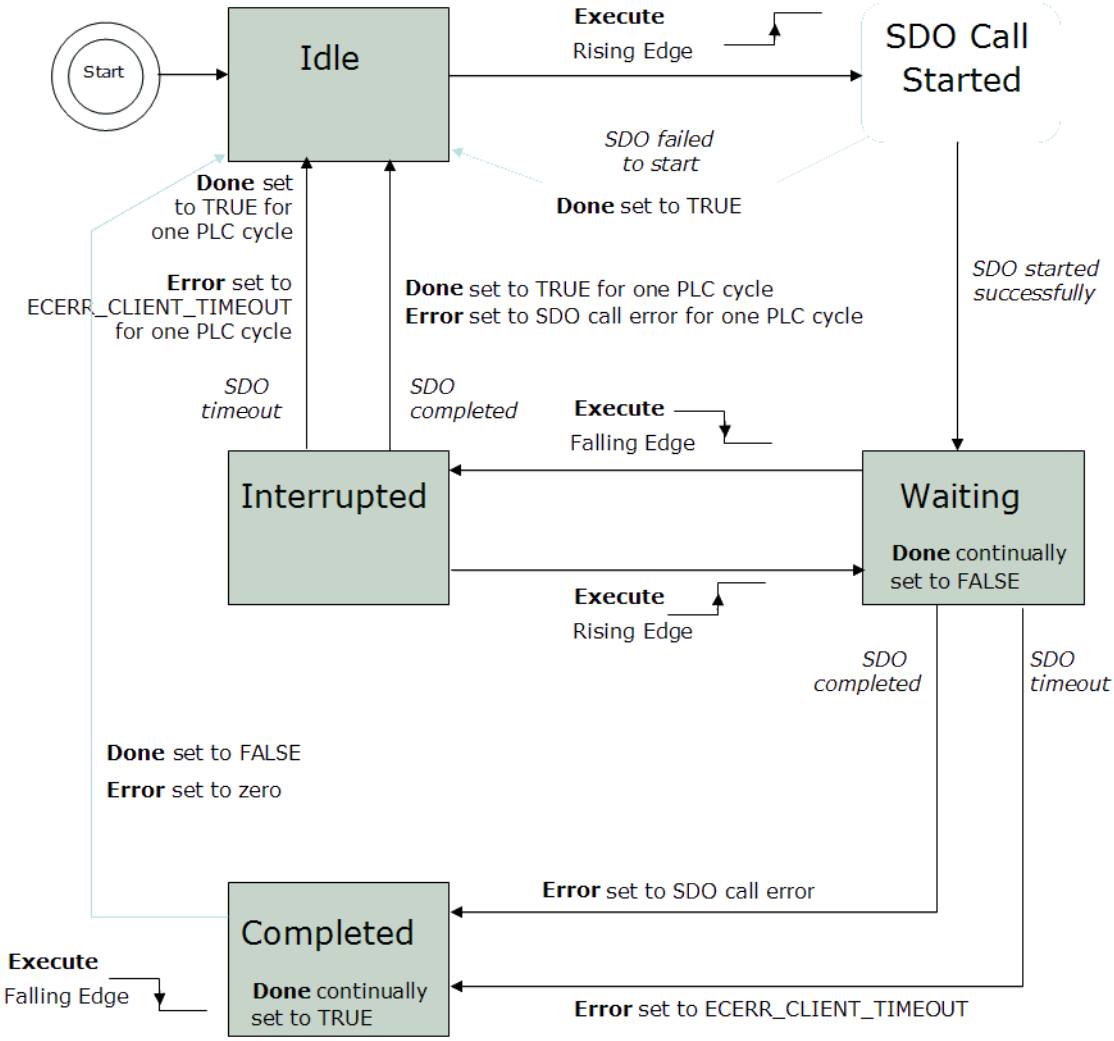 Start
Idle
Execute
Rising Edge
SDO Call
Started
SDO failed
to start
Done set to TRUE
Done set
to TRUE for
one PLC cycle
Error set to
ECERR_CLIENT_TIMEOUT
for one PLC cycle
Done set to TRUE for one PLC cycle
Error set to SDO call error for one PLC cycle
SDO started
successfully
SDO
timeout
SDO
completed
Execute
Falling Edge
Interrupted
Waiting
Done continually
set to FALSE
Execute
Rising Edge
SDO
completed
SDO
timeout
Done set to FALSE
Error set to zero
Error set to SDO call error
Completed
Done continually
set to TRUE
Execute
Falling Edge
Error set to ECERR_CLIENT_TIMEOUT